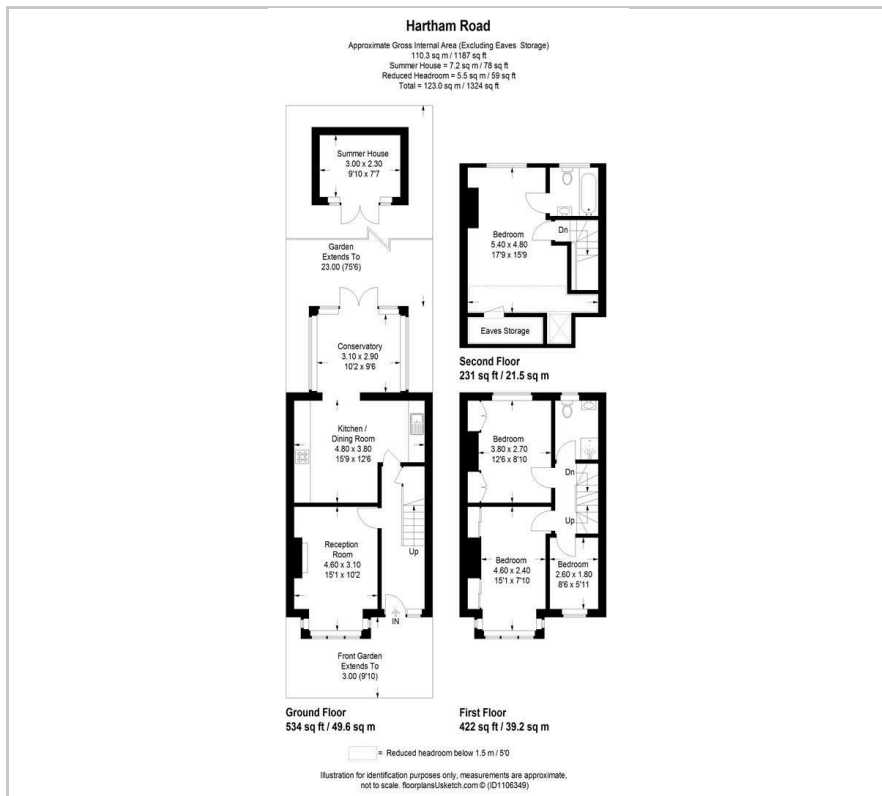 Hartham Road
Approximate Gross Internal Area (Excluding Eaves Storage)
110.3 sq m / 1187 sq ft
Summer House = 7.2 sq m / 78 sq ft
Reduced Headroom = 5.5 sq m / 59 sq ft
Total = 123.0 sq m / 1324 sq ft
Summer House
3.00 x 2.30
9'10 x 7'7
Garden
Extends To
23.00 (75'6)
Conservatory
3.10 x 2.90
10'2 x 9'6
Kitchen /
Dining Room
4.80 x 3.80
15'9 x 12'6
Reception
Room
4.60 x 3.10
15'1 x 10'2
Up
IN
Front Garden
Extends To
3.00 (9'10)
Ground Floor
534 sq ft / 49.6 sq m
Bedroom
5.40 x 4.80
17'9 x 15'9
Dn
Eaves Storage
Second Floor
231 sq ft / 21.5 sq m
Bedroom
3.80 x 2.70
12'6 x 8'10
Dn
Up
Bedroom
4.60 x 2.40
15'1 x 7'10
Bedroom
2.60 x 1.80
8'6 x 5'11
First Floor
422 sq ft / 39.2 sq m
= Reduced headroom below 1.5 m / 5'0
Illustration for identification purposes only, measurements are approximate,
not to scale. floorplansUsketch.com © (ID1106349)